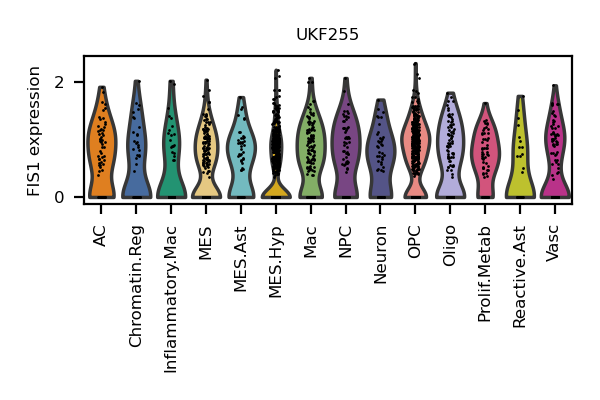 UKF255
FIS1 expression
2
0
AC
Chromatin.Reg
Inflammatory.Mac
MES
MES.Ast
MES.Hyp
Mac
NPC
Neuron
OPC
Oligo
Prolif.Metab
Reactive.Ast
Vasc